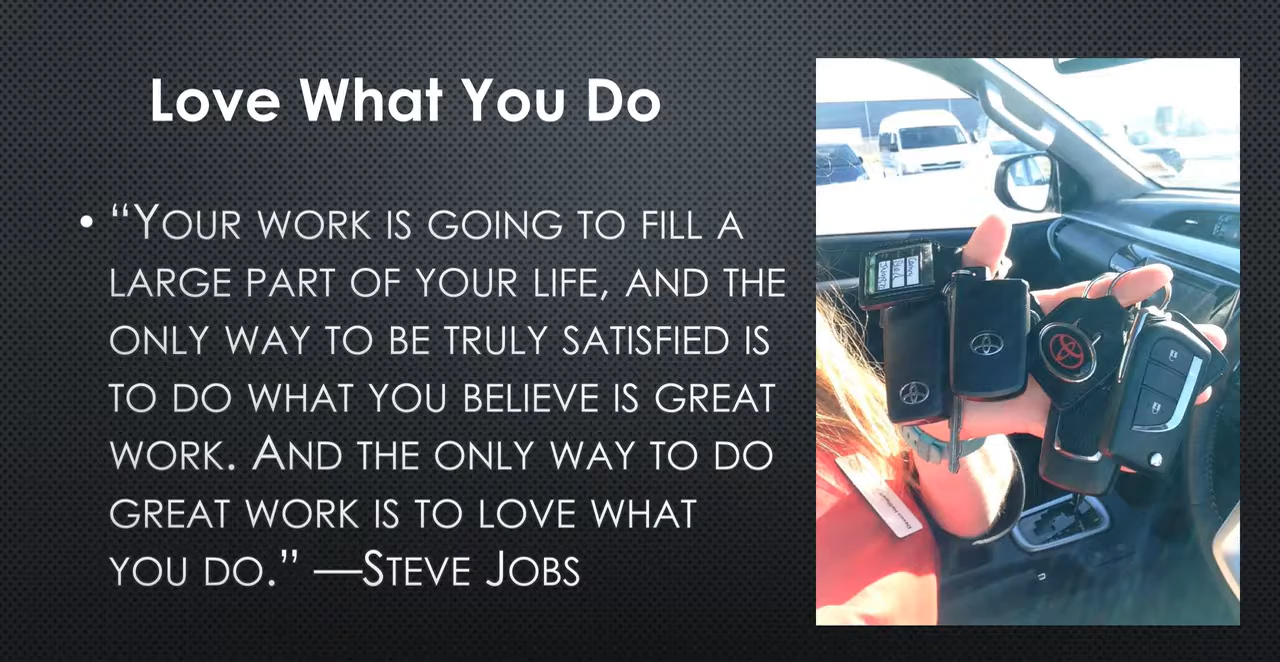 Love What You Do
• “Your work is going to fill a
large part of your life, and the
only way to be truly satisfied is
to do what you believe is great
work. And the only way to do
great work is to love what
you do.” —Steve Jobs